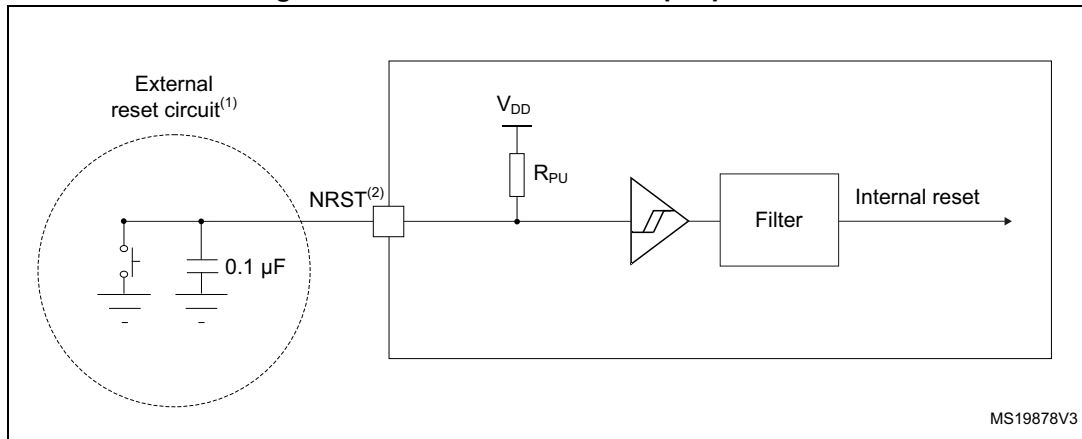 External
reset circuit(1)
VDD
RPU
NRST(2)
Filter
Internal reset
0.1 µF
MS19878V3